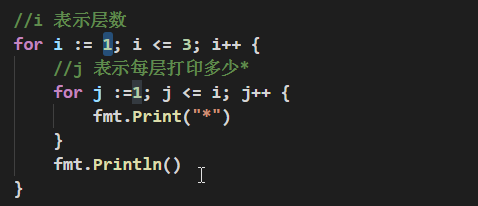 //i 表示层数
for i := 1; i <= 3; i++ {
//j 表示每层打印多少*
for j :=1; j <= i; j++ {
fmt.Print("*")
}
fmt.Println()
}